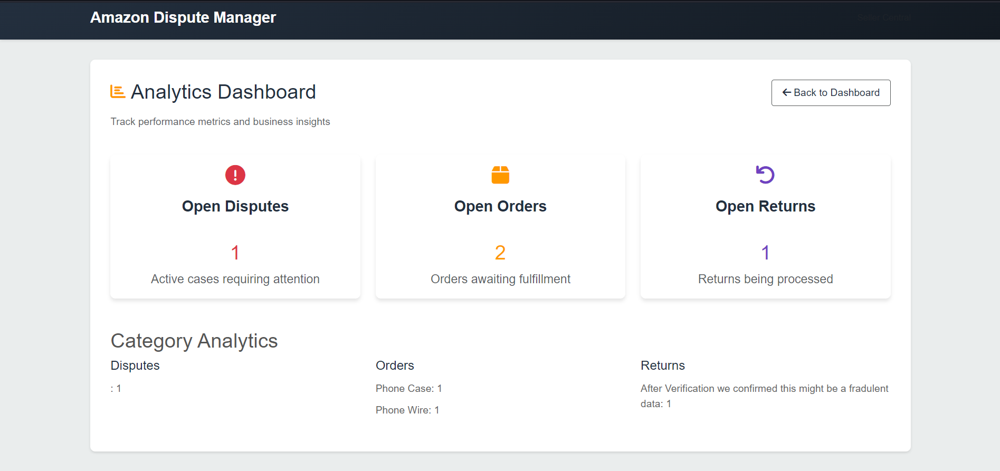 Amazon Dispute Manager
Seller Central
Analytics Dashboard
Back to Dashboard
Track performance metrics and business insights
Open Disputes
1
Active cases requiring attention
Open Orders
2
Orders awaiting fulfillment
Open Returns
1
Returns being processed
Category Analytics
Disputes
: 1
Orders
Phone Case: 1
Phone Wire: 1
Returns
After Verification we confirmed this might be a fradulent
data: 1